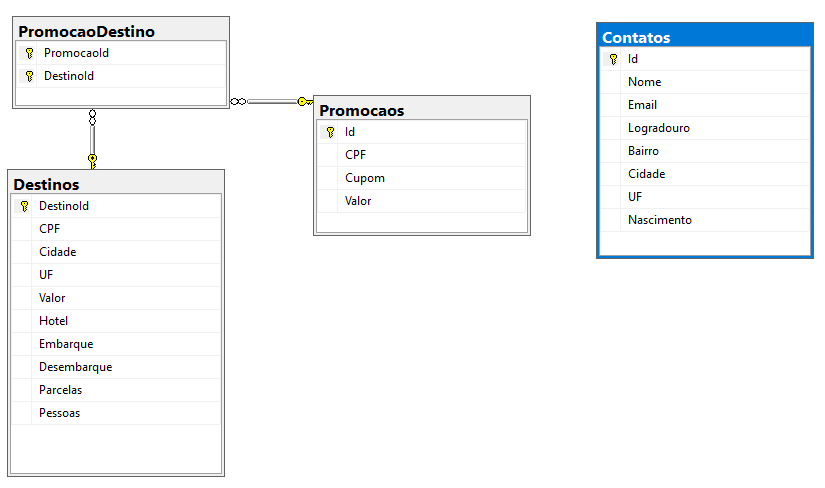 PromocaoDestino
PromocaoId
DestinoId
Promocaos
Id
CPF
Cupom
Valor
Destinos
DestinoId
CPF
Cidade
UF
Valor
Hotel
Embarque
Desembarque
Parcelas
Pessoas
Contatos
Id
Nome
Email
Logradouro
Bairro
Cidade
UF
Nascimento